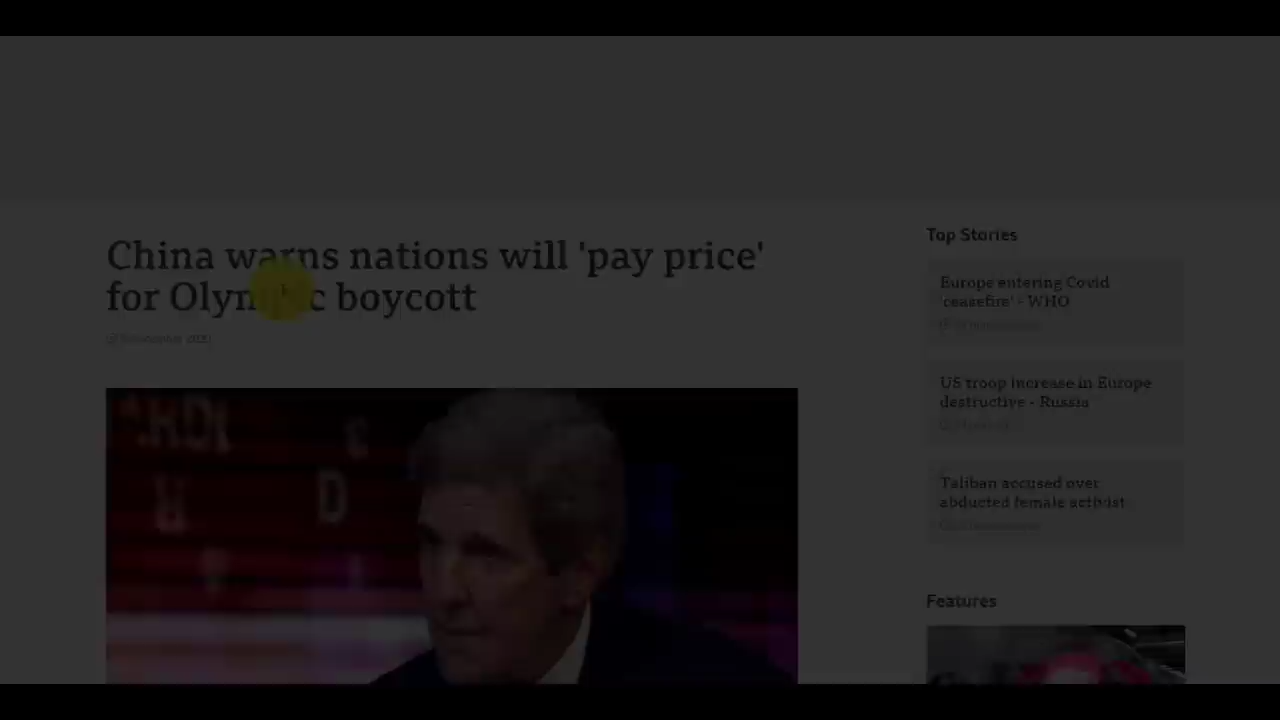 China warns nations will 'pay price'
for Olympic boycott
Top Stories
Europe entering Covid
'ceasefire' - WHO
US troop increase in Europe
destructive - Russia
Taliban accused over
abducted female activist
Features
D